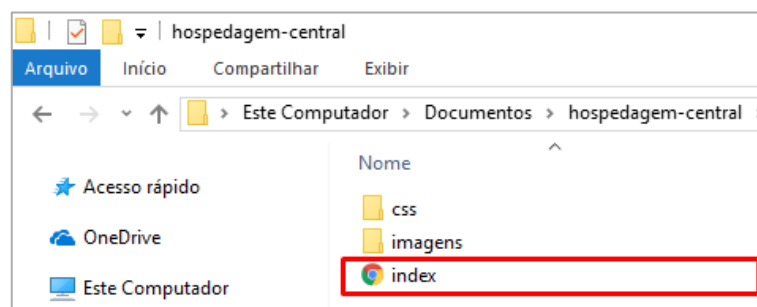 hospedagem-central
Arquivo Início Compartilhar Exibir
Este Computador Documentos hospedagem-central
Nome
Acesso rápido
css
OneDrive
imagens
index
Este Computador